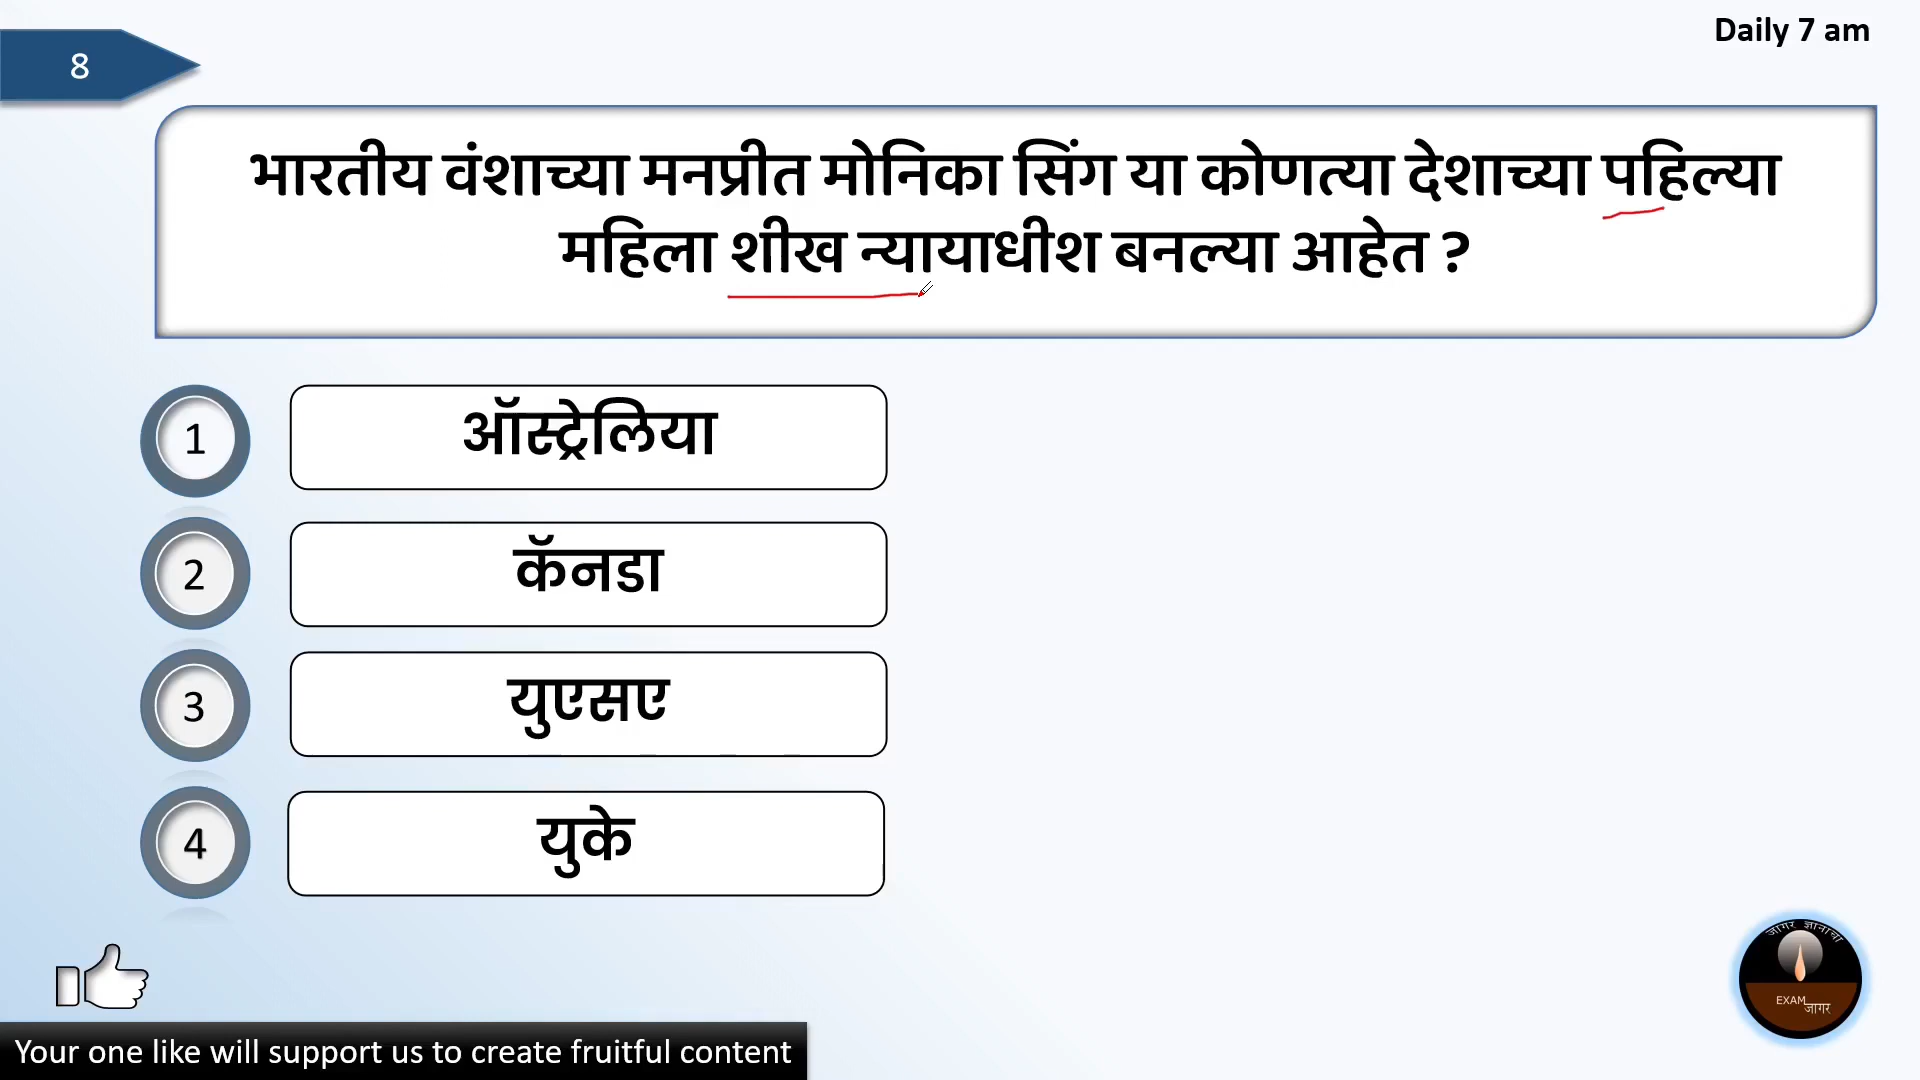 Daily 7 am
8
भारतीय वंशाच्या मनप्रीत मोनिका सिंग या कोणत्या देशाच्या पहिल्या
महिला शीख न्यायाधीश बनल्या आहेत ?
1
ऑस्ट्रेलिया
2
कॅनडा
3
युएसए
4
युके
जागर ज्ञानाचा
EXAM
जागर
Your one like will support us to create fruitful content